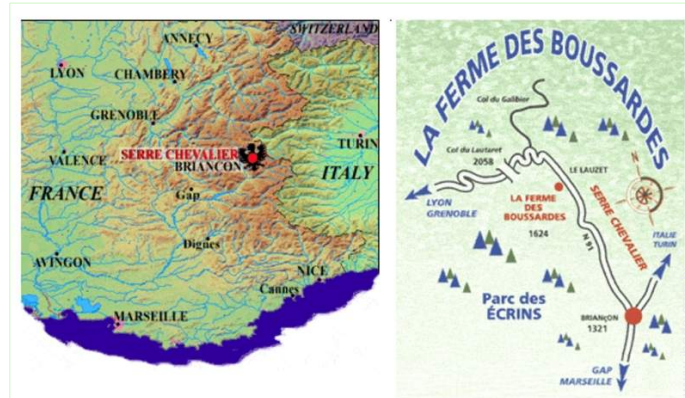 SWITZERLAND
ANNECY
LYON
CHAMBERY
GRENOBLE
TURIN
VALENCE
SERRE CHEVALIER
BRIANCON
ITALY
FRANCE
Gap
Dignes
AVINGON
NICE
Cannes
MARSEILLE
LA FERME DES BOUSSARDES
Col du Galibier
Col du Lautaret
2058
LE LAUZET
N
LYON
GRENOBLE
LA FERME
DES
BOUSSARDES
1624
SERRE CHEVALIER
N 91
ITALIE
TURIN
Parc des
ÉCRINS
BRIANÇON
1321
GAP
MARSEILLE